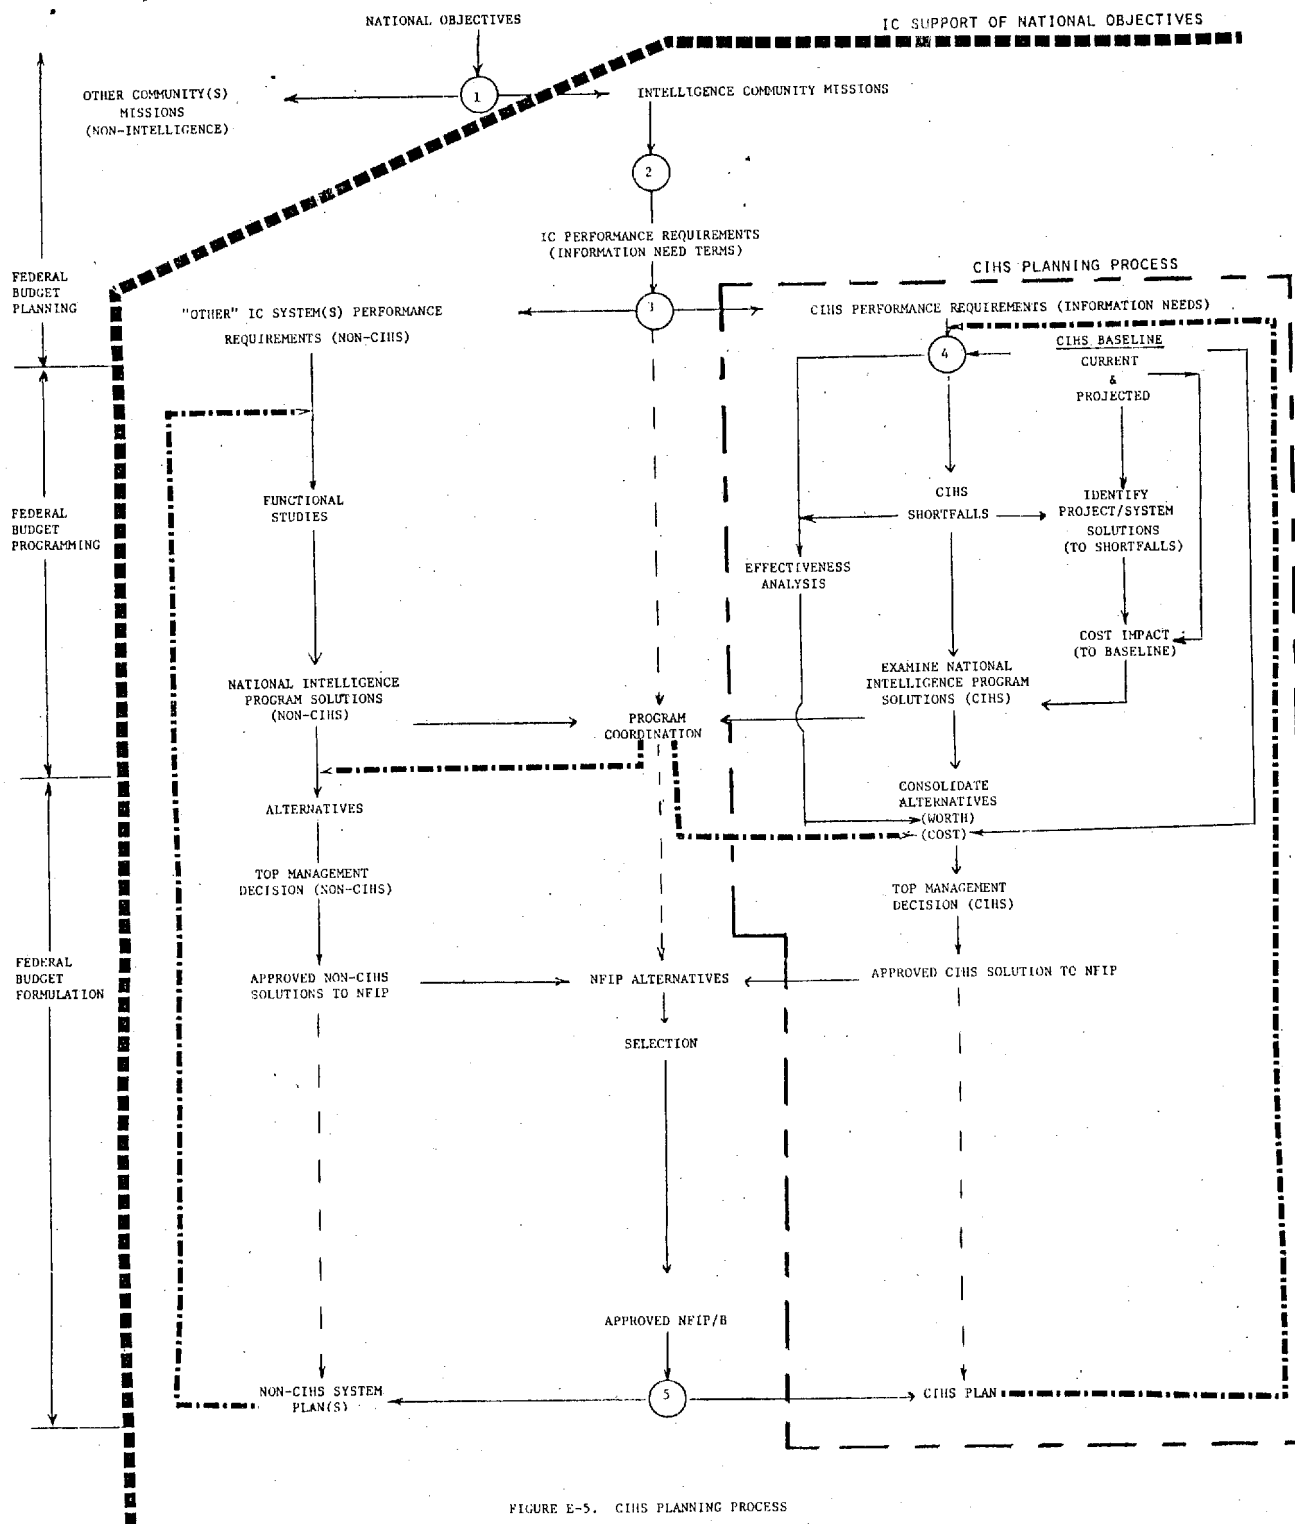 NATIONAL OBJECTIVES
IC SUPPORT OF NATIONAL OBJECTIVES
OTHER COMMUNITY(S)
MISSIONS
(NON-INTELLIGENCE)
1
INTELLIGENCE COMMUNITY MISSIONS
2
IC PERFORMANCE REQUIREMENTS
(INFORMATION NEED TERMS)
CIHS PLANNING PROCESS
FEDERAL
BUDGET
PLANNING
"OTHER" IC SYSTEM(S) PERFORMANCE
REQUIREMENTS (NON-CIHS)
3
CIHS PERFORMANCE REQUIREMENTS (INFORMATION NEEDS)
4
CIHS BASELINE
CURRENT
&
PROJECTED
FEDERAL
BUDGET
PROGRAMMING
FUNCTIONAL
STUDIES
CIHS
SHORTFALLS
IDENTIFY
PROJECT/SYSTEM
SOLUTIONS
(TO SHORTFALLS)
EFFECTIVENESS
ANALYSIS
COST IMPACT
(TO BASELINE)
NATIONAL INTELLIGENCE
PROGRAM SOLUTIONS
(NON-CIHS)
PROGRAM
COORDINATION
EXAMINE NATIONAL
INTELLIGENCE PROGRAM
SOLUTIONS (CIHS)
ALTERNATIVES
CONSOLIDATE
ALTERNATIVES
(WORTH)
(COST)
TOP MANAGEMENT
DECISION (NON-CIHS)
TOP MANAGEMENT
DECISION (CIHS)
FEDERAL
BUDGET
FORMULATION
APPROVED NON-CIHS
SOLUTIONS TO NFIP
NFIP ALTERNATIVES
APPROVED CIHS SOLUTION TO NFIP
SELECTION
APPROVED NFIP/B
NON-CIHS SYSTEM
PLAN(S)
5
CIHS PLAN
FIGURE E-5. CIHS PLANNING PROCESS